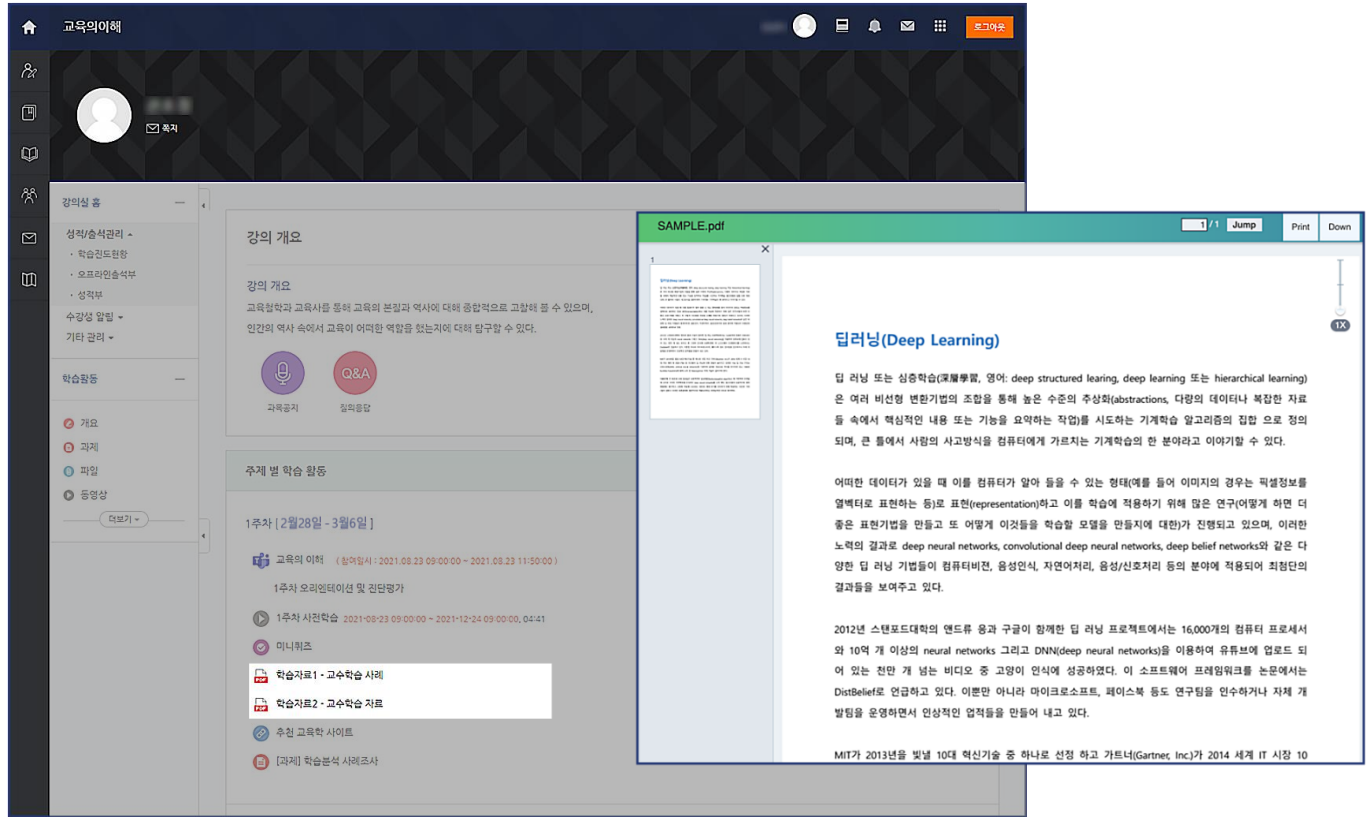 교육의이해
로그아웃
쪽지
강의실 홈
성적/출석관리
· 학습진도현황
· 오프라인출석부
· 성적부
수강생 알림
기타 관리
학습활동
개요
과제
파일
동영상
더보기
강의 개요
강의 개요
교육철학과 교육사를 통해 교육의 본질과 역사에 대해 종합력으로 고찰해 볼 수 있으며,
인간의 역사 속에서 교육이 어떠한 역할을 했는지에 대해 탐구할 수 있다.
Q&A
과목공지
질의응답
주제 별 학습 활동
1주차 [ 2월28일 - 3월6일 ]
교육의 이해 ( 참여일시 : 2021.08.23 09:00:00 ~ 2021.08.23 11:50:00 )
1주차 오리엔테이션 및 진단평가
1주차 사전학습 2021-08-23 09:00:00 ~ 2021-12-24 09:00:00, 04:41
미니퀴즈
PDF 학습자료1 - 교수학습 사례
PDF 학습자료2 - 교수학습 자료
추천 교육학 사이트
[과제] 학습분석 사례조사
SAMPLE.pdf
1 / 1 Jump Print Down
1
1X
딥러닝(Deep Learning)
딥 러닝 또는 심층학습(深層學習, 영어: deep structured learing, deep learning 또는 hierarchical learning)
은 여러 비선형 변환기법의 조합을 통해 높은 수준의 추상화(abstractions, 다량의 데이터나 복잡한 자료
들 속에서 핵심적인 내용 또는 기능을 요약하는 작업)를 시도하는 기계학습 알고리즘의 집합 으로 정의
되며, 큰 틀에서 사람의 사고방식을 컴퓨터에게 가르치는 기계학습의 한 분야라고 이야기할 수 있다.
어떠한 데이터가 있을 때 이를 컴퓨터가 알아 들을 수 있는 형태(예를 들어 이미지의 경우는 픽셀정보를
열벡터로 표현하는 등)로 표현(representation)하고 이를 학습에 적용하기 위해 많은 연구(어떻게 하면 더
좋은 표현기법을 만들고 또 어떻게 이것들을 학습할 모델을 만들지에 대한)가 진행되고 있으며, 이러한
노력의 결과로 deep neural networks, convolutional deep neural networks, deep belief networks와 같은 다
양한 딥 러닝 기법들이 컴퓨터비젼, 음성인식, 자연어처리, 음성/신호처리 등의 분야에 적용되어 최첨단의
결과들을 보여주고 있다.
2012년 스탠포드대학의 앤드류 응과 구글이 함께한 딥 러닝 프로젝트에서는 16,000개의 컴퓨터 프로세서
와 10억 개 이상의 neural networks 그리고 DNN(deep neural networks)을 이용하여 유튜브에 업로드 되
어 있는 천만 개 넘는 비디오 중 고양이 인식에 성공하였다. 이 소프트웨어 프레임워크를 논문에서는
DistBelief로 언급하고 있다. 이뿐만 아니라 마이크로소프트, 페이스북 등도 연구팀을 인수하거나 자체 개
발팀을 운영하면서 인상적인 업적들을 만들어 내고 있다.
MIT가 2013년을 빛낼 10대 혁신기술 중 하나로 선정 하고 가트너(Gartner, Inc.)가 2014 세계 IT 시장 10